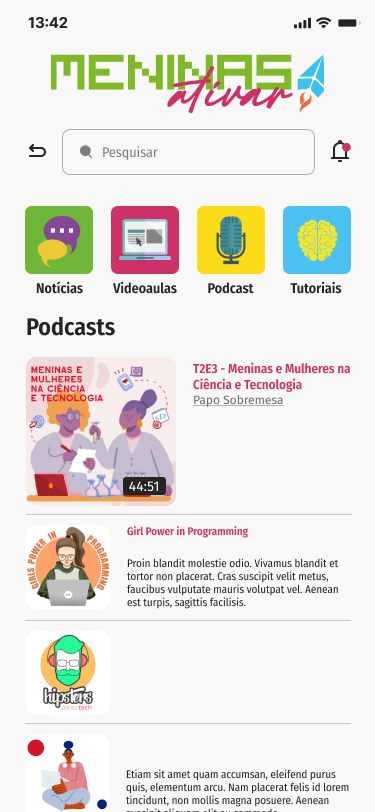 13:42
MENINAS
ativar
Pesquisar
Notícias
Videoaulas
Podcast
Tutoriais
Podcasts
MENINAS E
MULHERES
NA CIÊNCIA
E TECNOLOGIA
44:51
T2E3 - Meninas e Mulheres na
Ciência e Tecnologia
Papo Sobremesa
GIRLS POWER IN PROGRAMMING
Girl Power in Programming
Proin blandit molestie odio. Vivamus blandit et
tortor non placerat. Cras suscipit velit metus,
faucibus vulputate mauris volutpat vel. Aenean
est turpis, sagittis facilisis.
hipsters
ponto tech
Etiam sit amet quam accumsan, eleifend purus
quis, elementum arcu. Nam placerat felis id lorem
tincidunt, non mollis magna posuere. Aenean